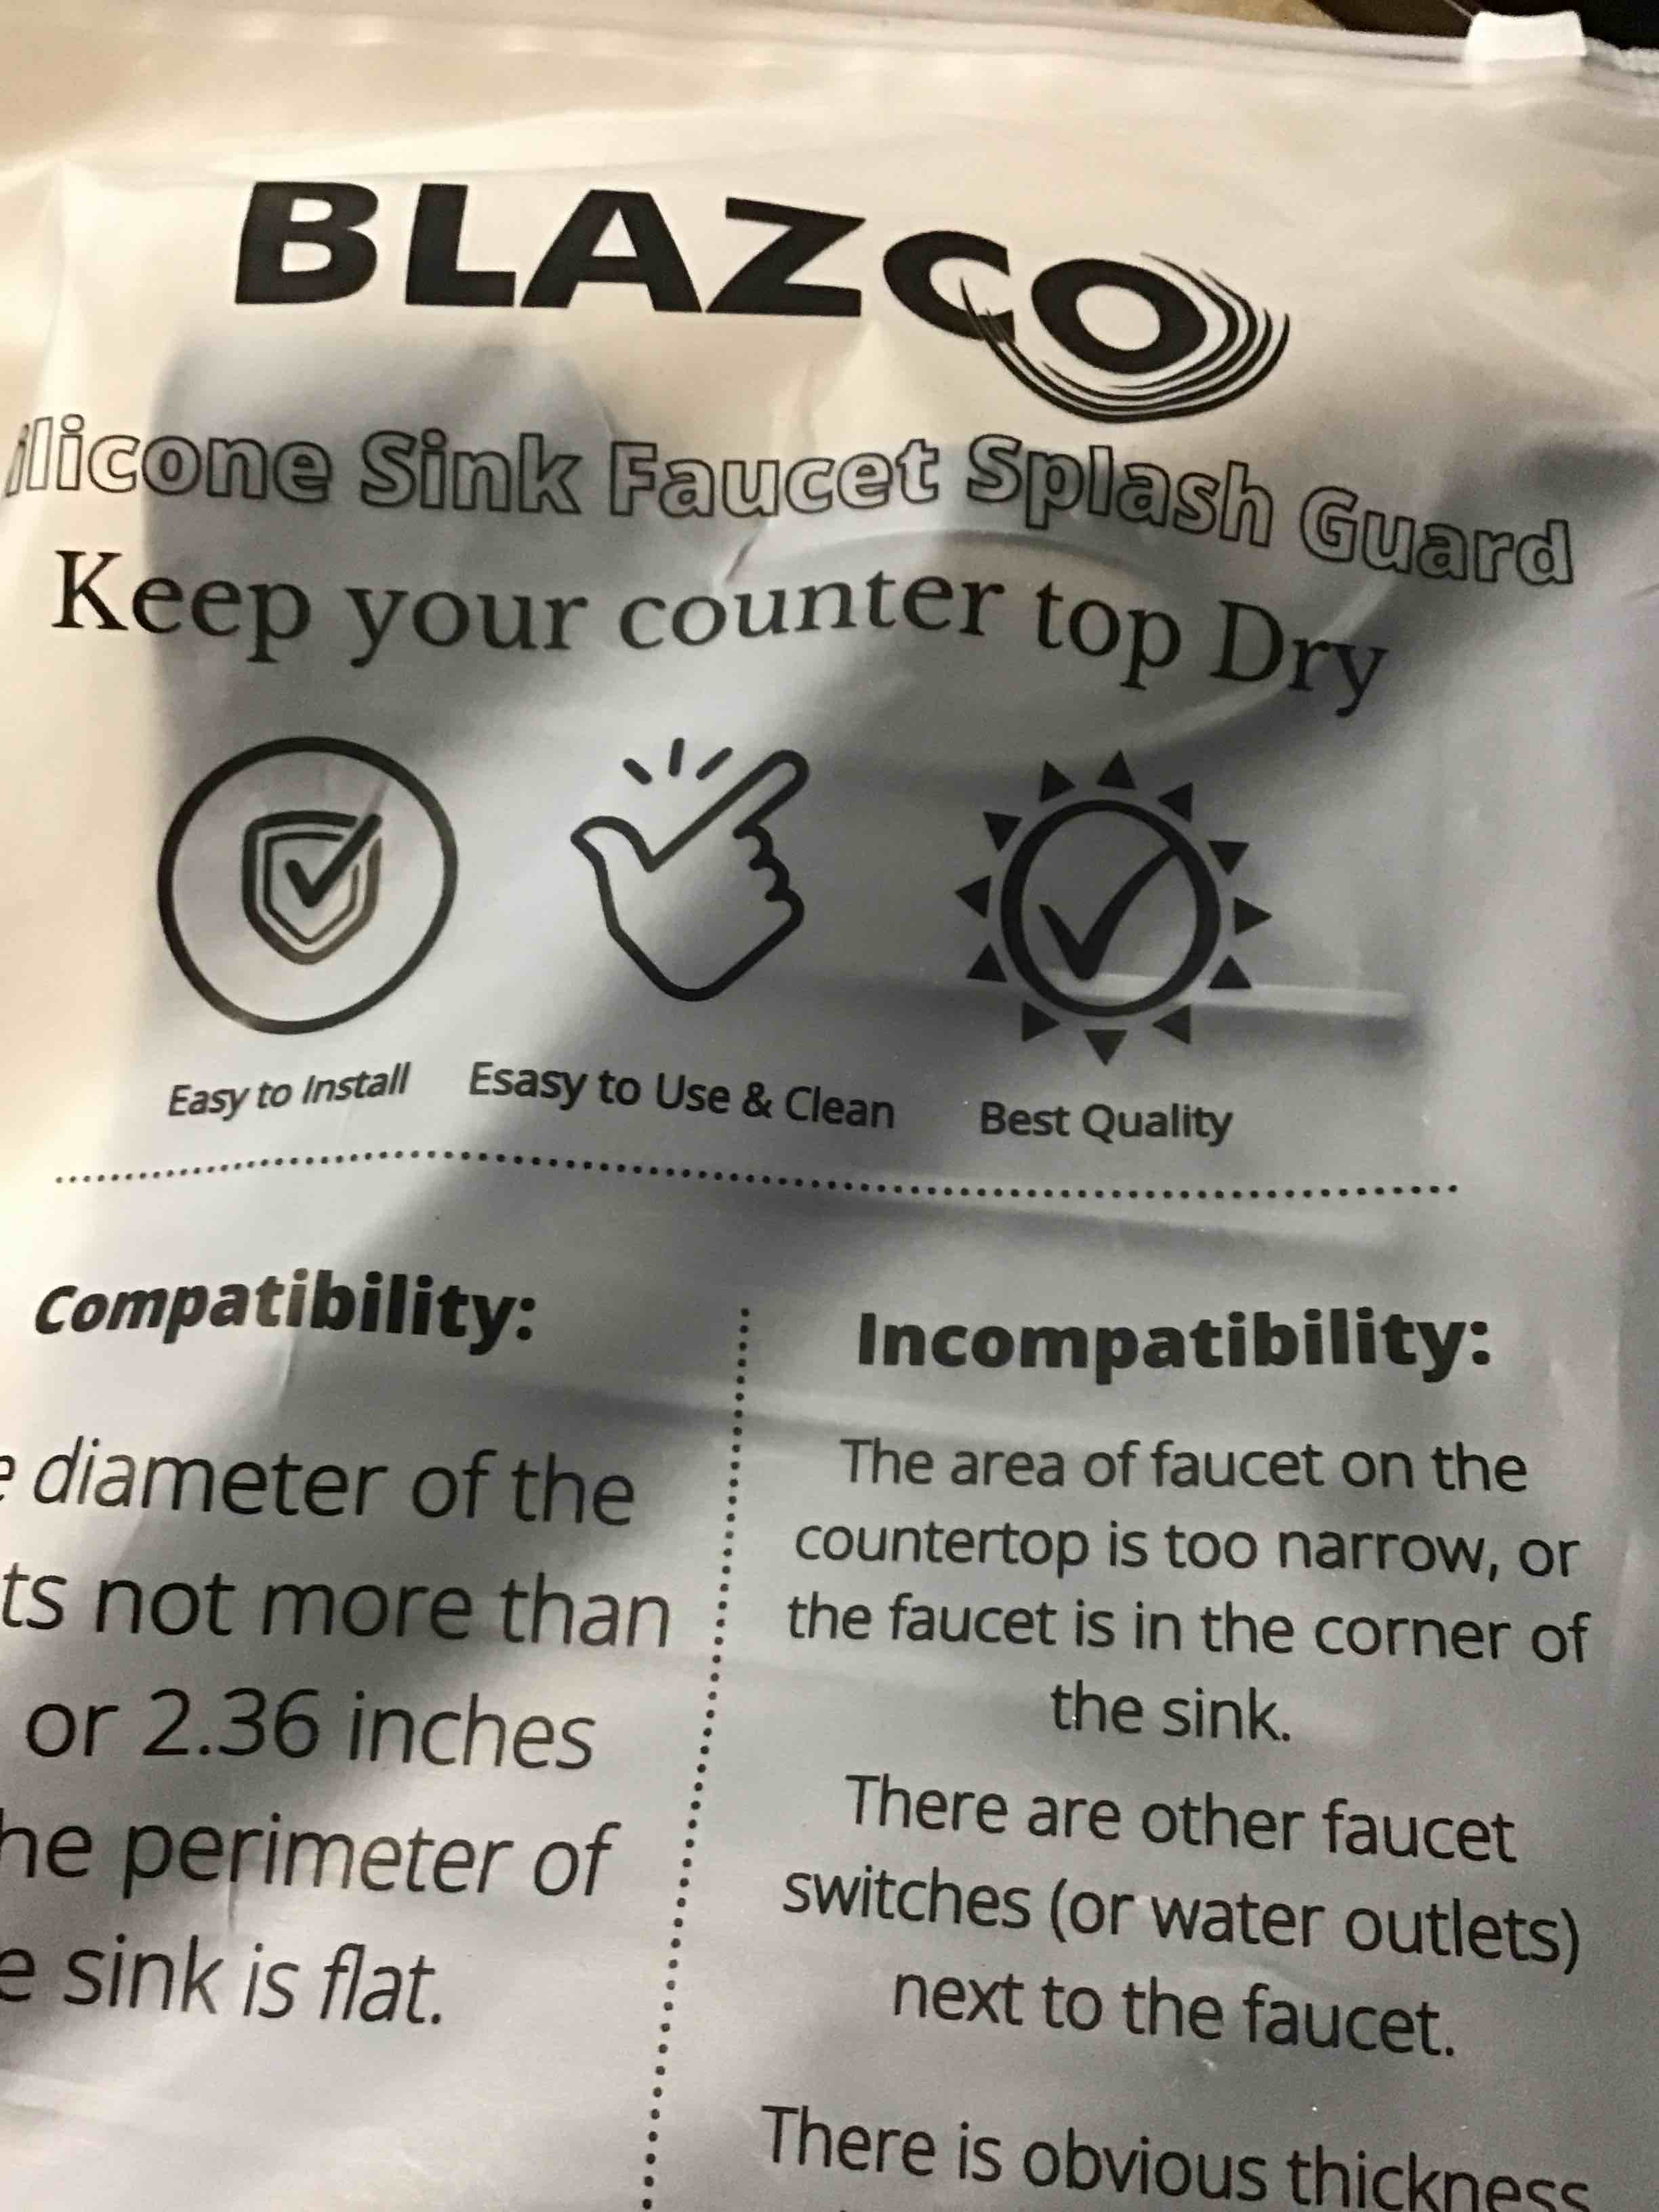 BLAZCO
ilicone Sink Faucet Splash Guard
Keep your counter top Dry
Easy to Install
Esasy to Use & Clean
Best Quality
Compatibility:
diameter of the
ts not more than
or 2.36 inches
he perimeter of
e sink is flat.
Incompatibility:
The area of faucet on the
countertop is too narrow, or
the faucet is in the corner of
the sink.
There are other faucet
switches (or water outlets)
next to the faucet.
There is obvious thickness